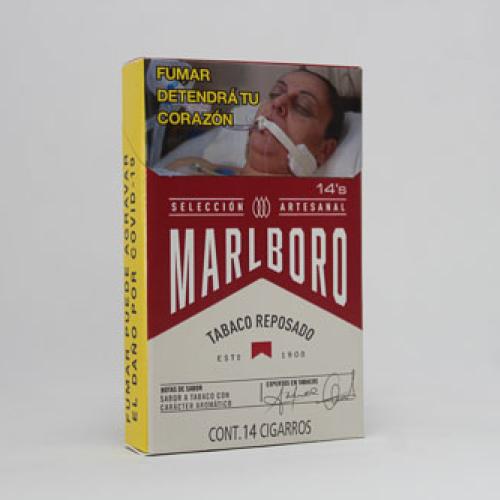 FUMAR
DETENDRÁ TU
CORAZÓN
14's
SELECCIÓN ARTESANAL
MARLBORO
TABACO REPOSADO
ESTD 1908
NOTAS DE SABOR
SABOR A TABACO CON
CARÁCTER AROMÁTICO
EXPERTOS EN TABACOS
CONT. 14 CIGARROS
FUMAR PUEDE AGRAVAR
EL DAÑO POR COVID-19